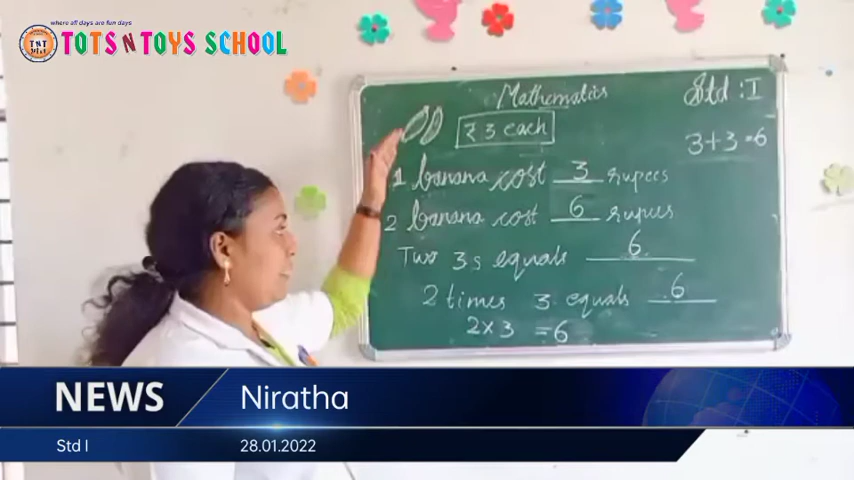 where all days are fun days
TNT
TOTS N TOYS SCHOOL
Mathematics
Std : I
₹ 3 each
3+3=6
1 banana cost 3 rupees
2 banana cost 6 rupees
Two 3s equals 6
2 times 3 equals 6
2×3 =6
NEWS
Niratha
Std I
28.01.2022